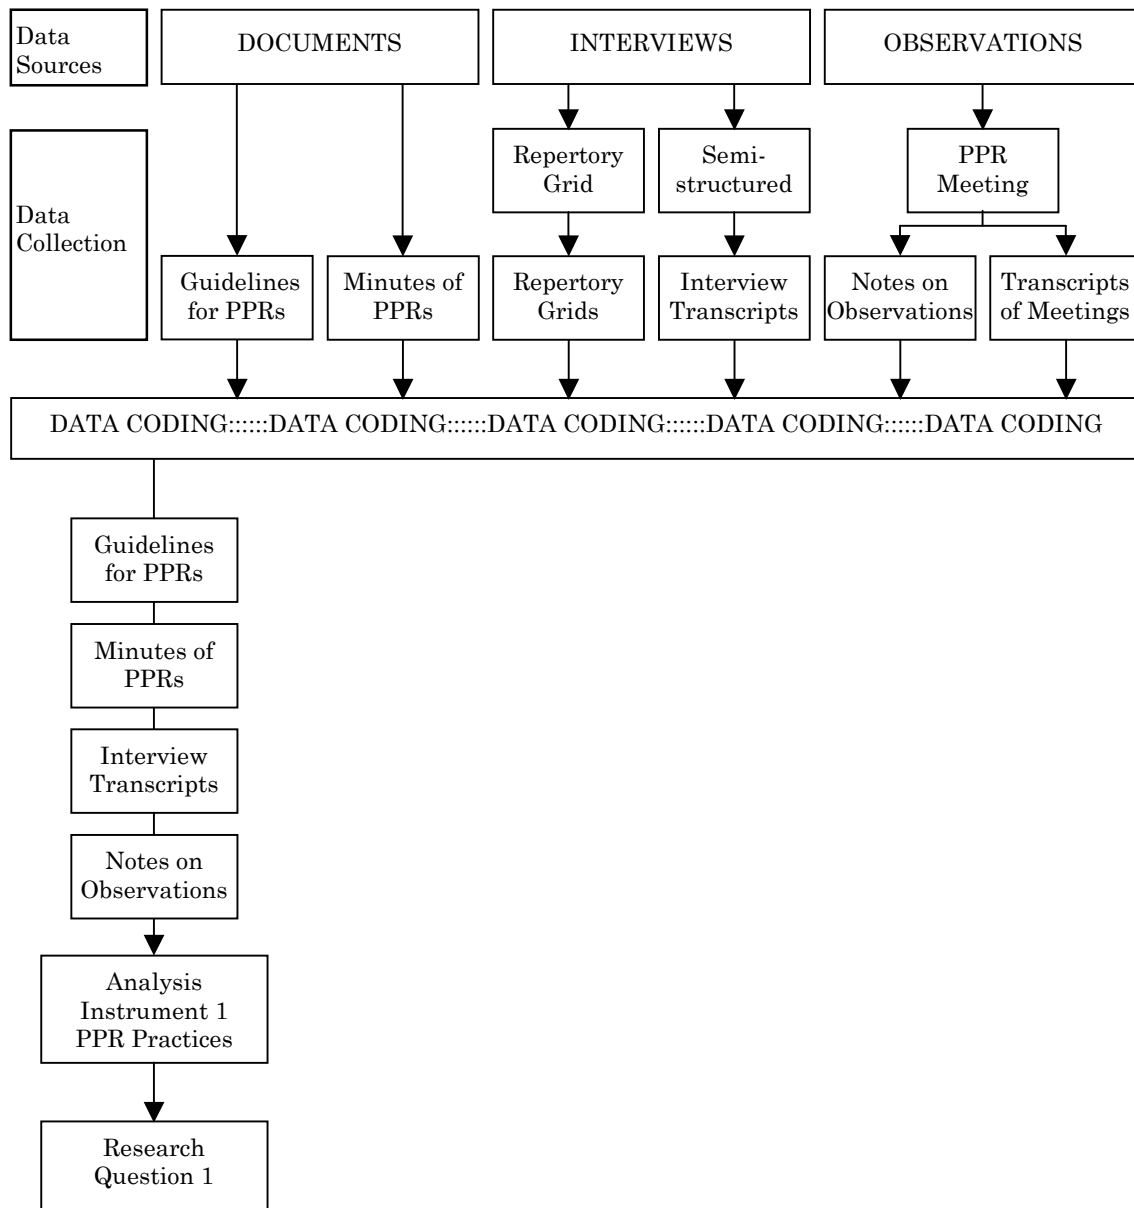 Data
Sources
DOCUMENTS
INTERVIEWS
OBSERVATIONS
Data
Collection
Repertory
Grid
Semi-
structured
PPR
Meeting
Guidelines
for PPRs
Minutes of
PPRs
Repertory
Grids
Interview
Transcripts
Notes on
Observations
Transcripts
of Meetings
DATA CODING::::::DATA CODING::::::DATA CODING::::::DATA CODING::::::DATA CODING
Guidelines
for PPRs
Minutes of
PPRs
Interview
Transcripts
Notes on
Observations
Analysis
Instrument 1
PPR Practices
Research
Question 1